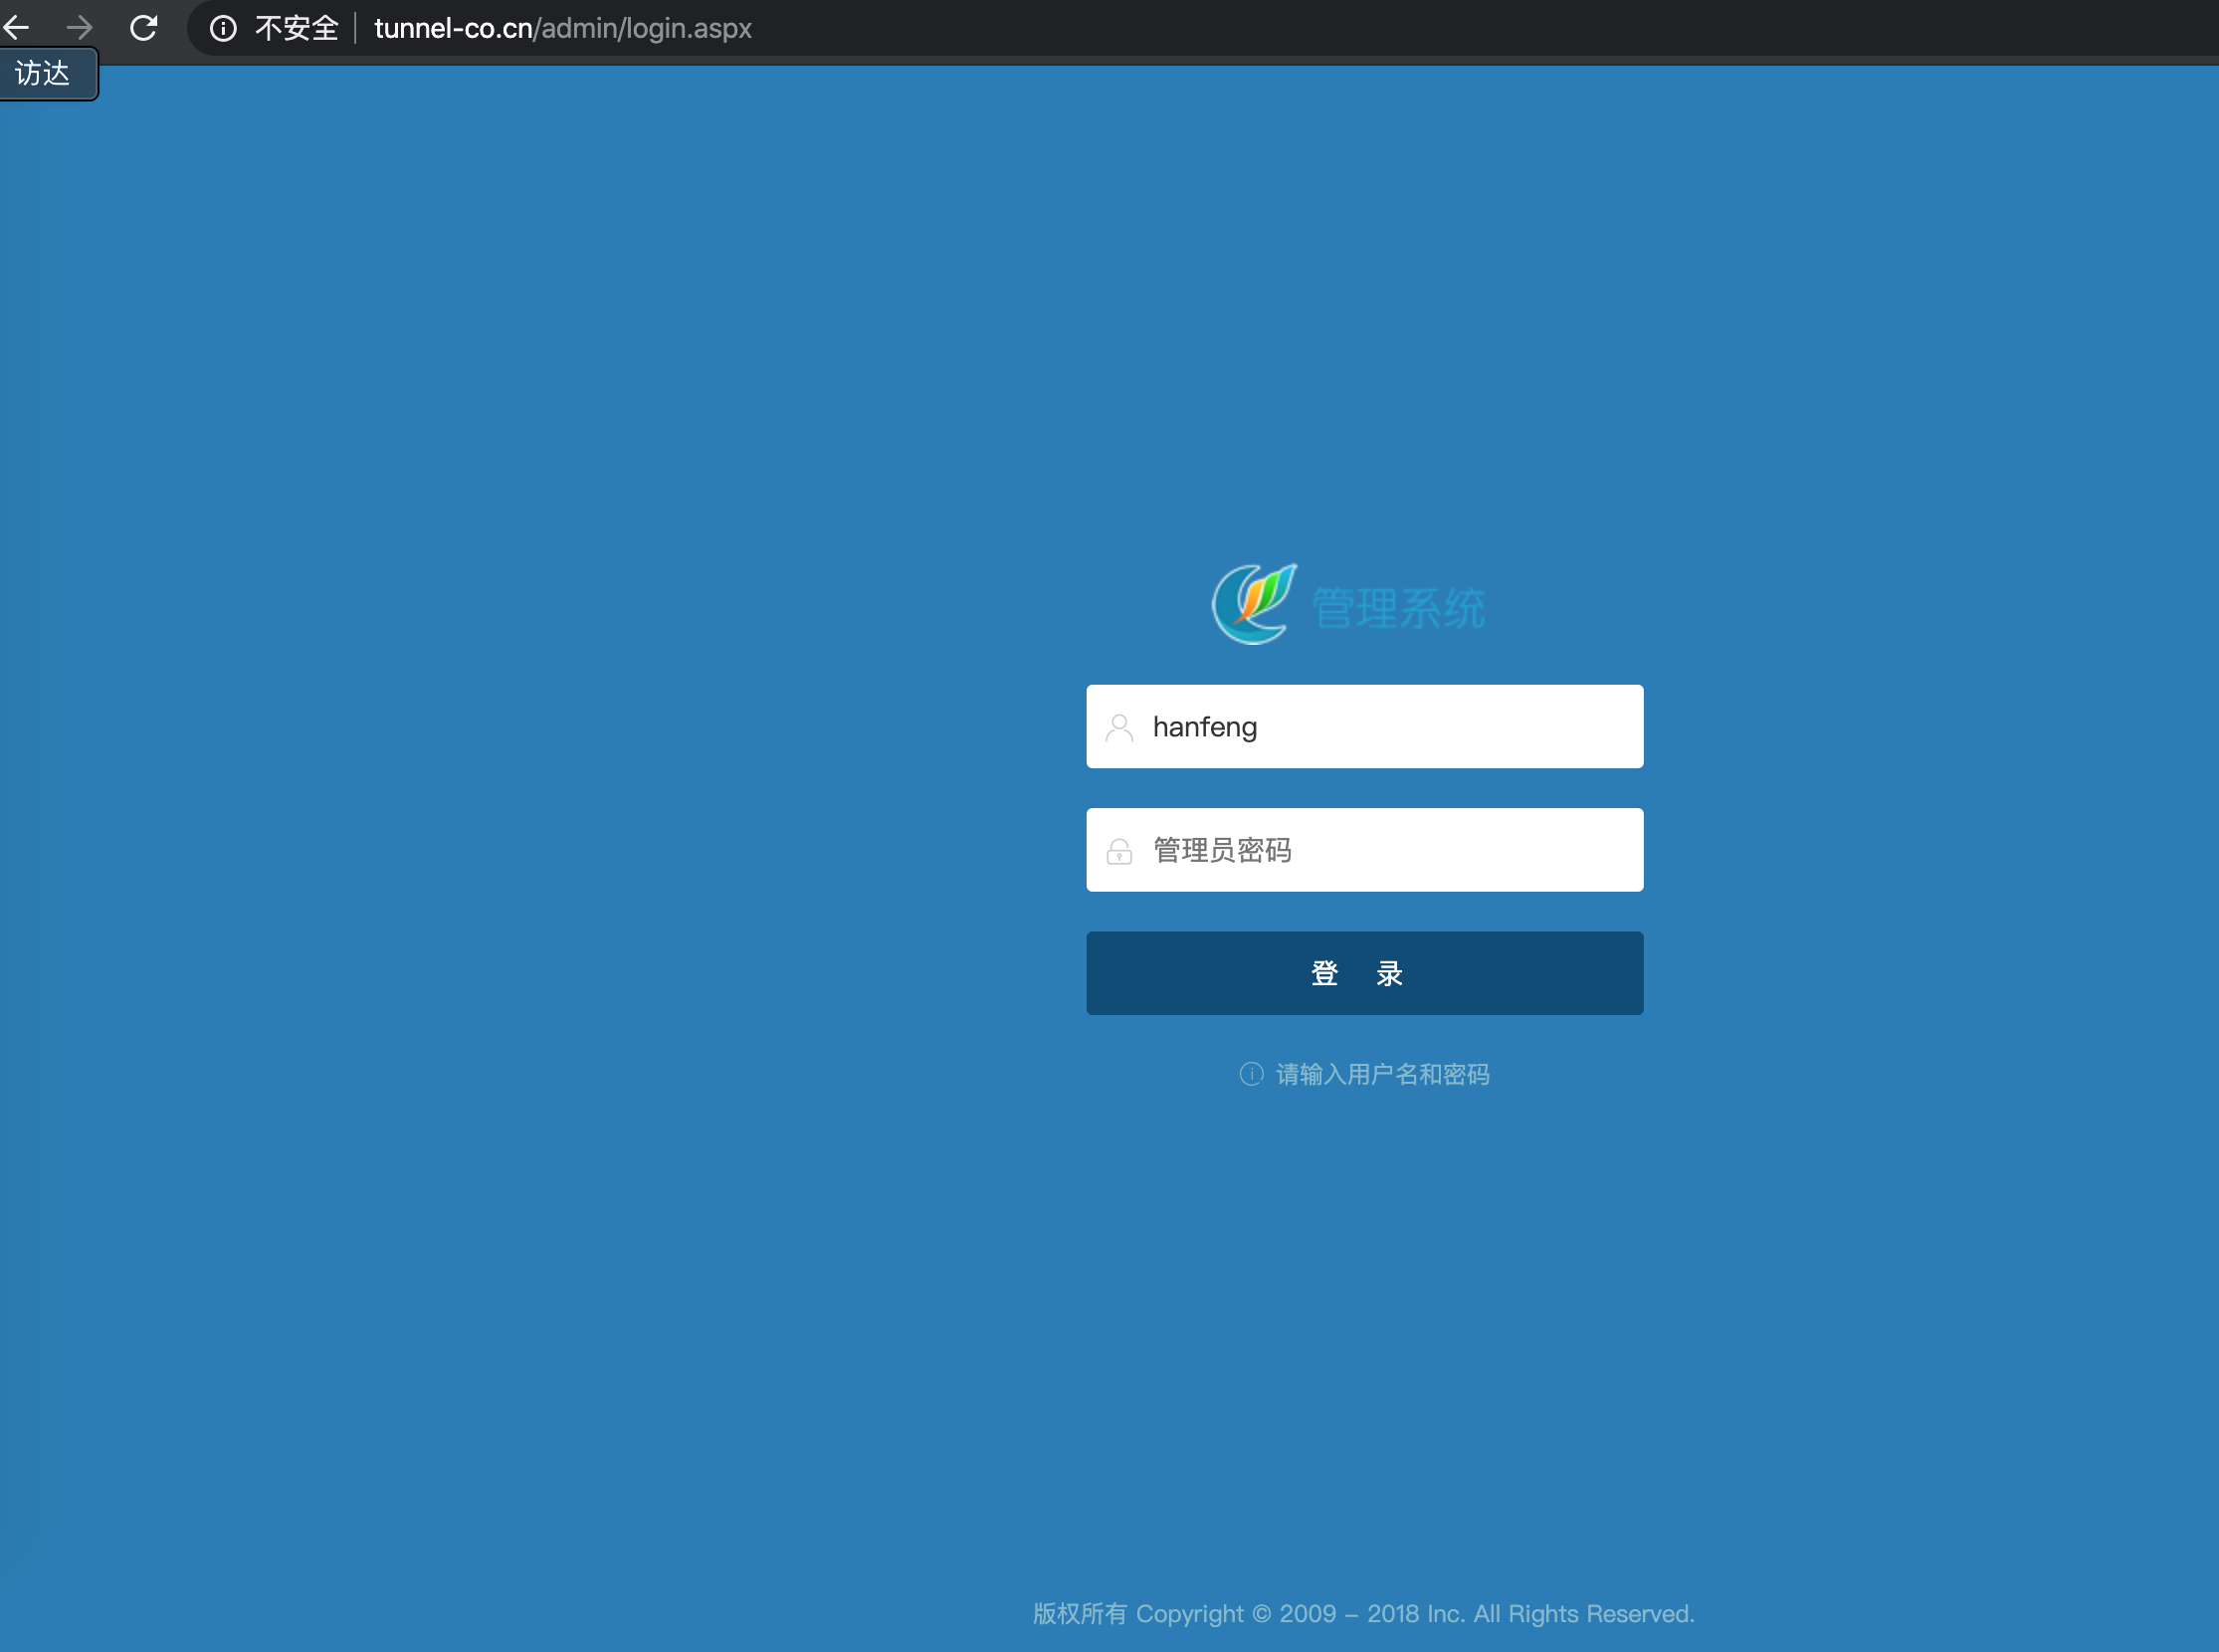 不安全 tunnel-co.cn/admin/login.aspx
访达
管理系统
hanfeng
管理员密码
登 录
请输入用户名和密码
版权所有 Copyright © 2009 - 2018 Inc. All Rights Reserved.